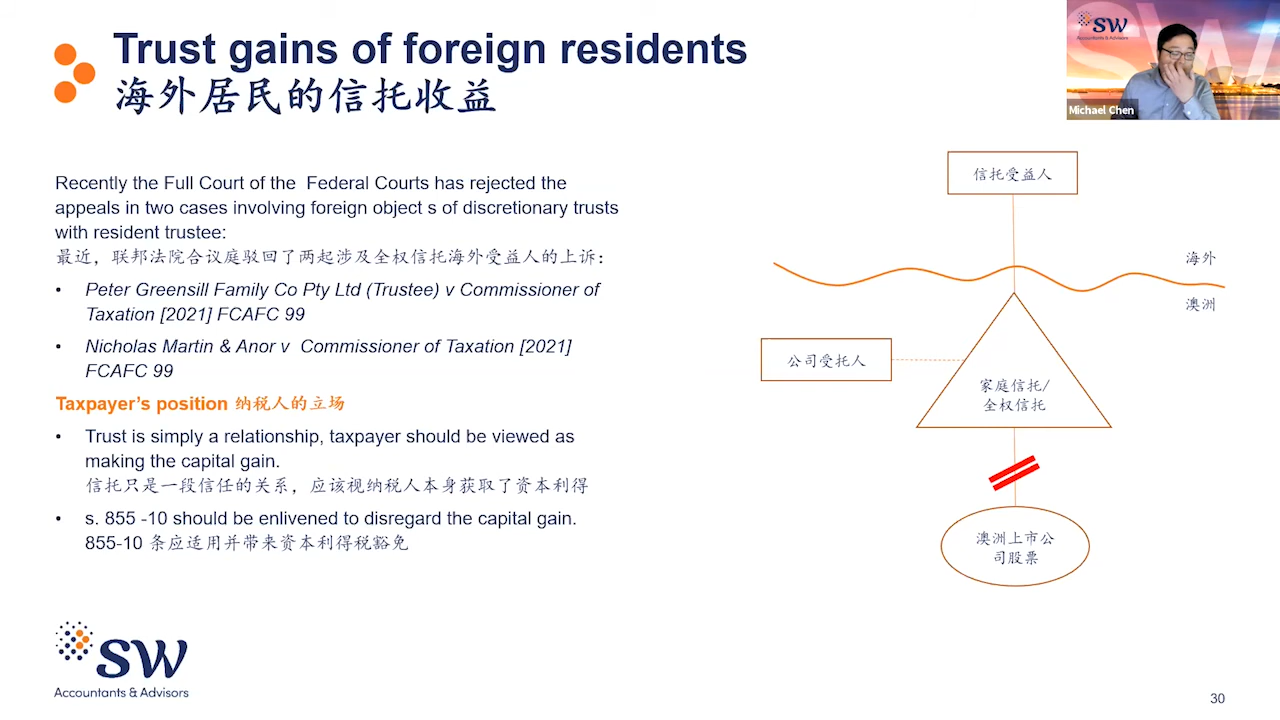 Trust gains of foreign residents
海外居民的信托收益
SW
Accountants & Advisors
Michael Chen
Recently the Full Court of the Federal Courts has rejected the
appeals in two cases involving foreign object s of discretionary trusts
with resident trustee:
最近，联邦法院合议庭驳回了两起涉及全权信托海外受益人的上诉：
• Peter Greensill Family Co Pty Ltd (Trustee) v Commissioner of
Taxation [2021] FCAFC 99
• Nicholas Martin & Anor v Commissioner of Taxation [2021]
FCAFC 99
Taxpayer's position 纳税人的立场
• Trust is simply a relationship, taxpayer should be viewed as
making the capital gain.
信托只是一段信任的关系，应该视纳税人本身获取了资本利得
• s. 855 -10 should be enlivened to disregard the capital gain.
855-10 条应适用并带来资本利得税豁免
信托受益人
海外
澳洲
公司受托人
家庭信托/
全权信托
澳洲上市公
司股票
SW
Accountants & Advisors
30